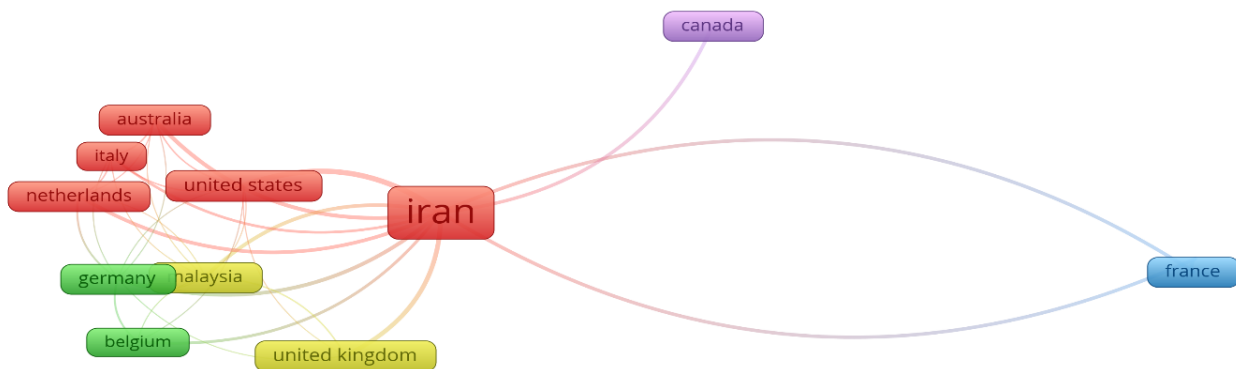 canada
australia
italy
united states
netherlands
iran
france
germany
malaysia
belgium
united kingdom